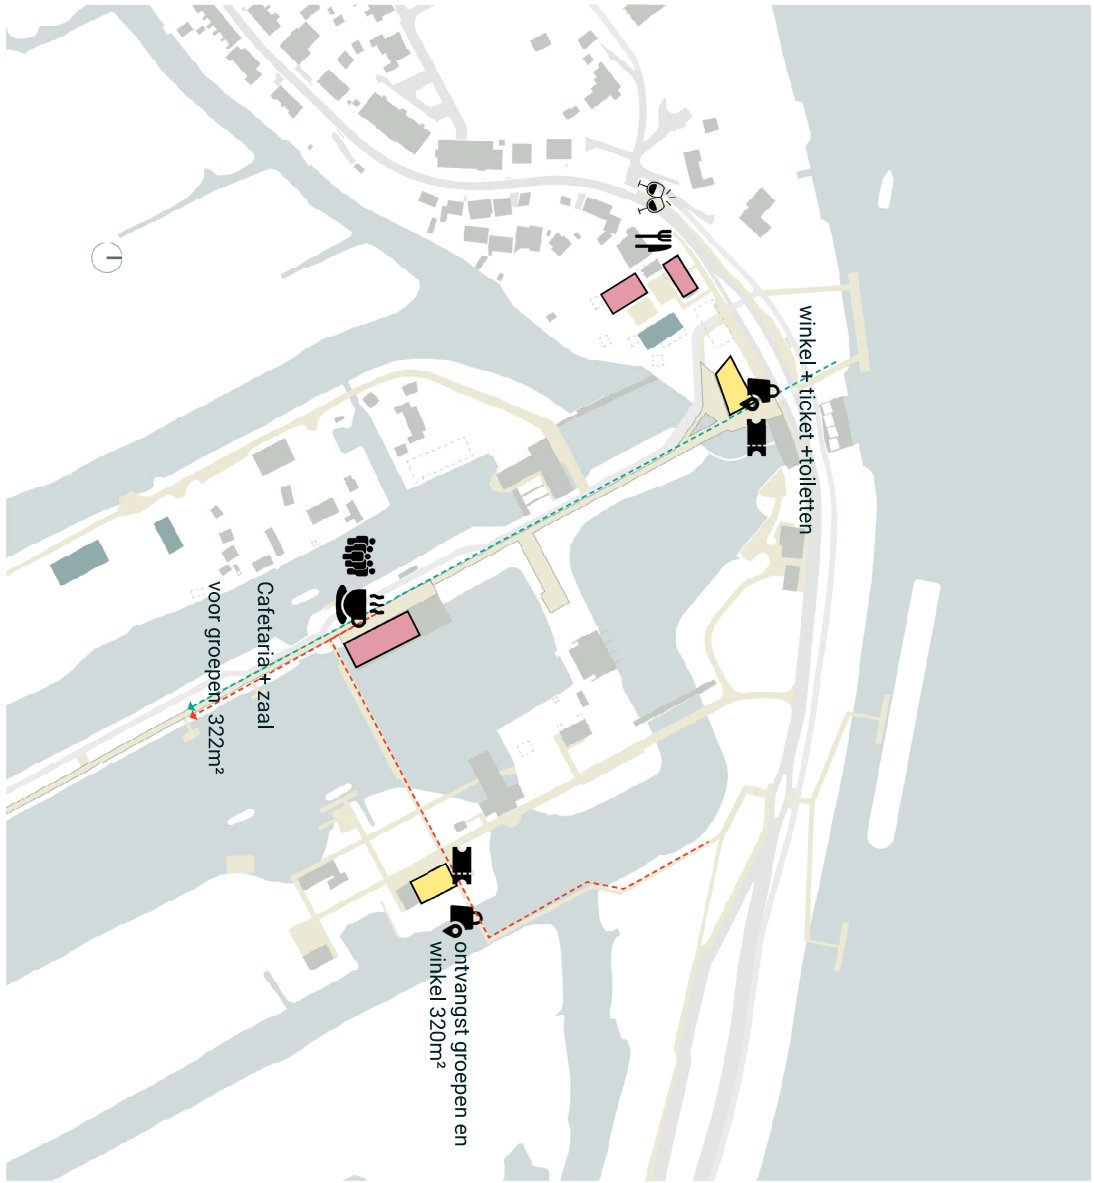 winkel + ticket +toiletten
Cafetaria + zaal
voor groepen 322m²
ontvangst groepen en
winkel 320m²